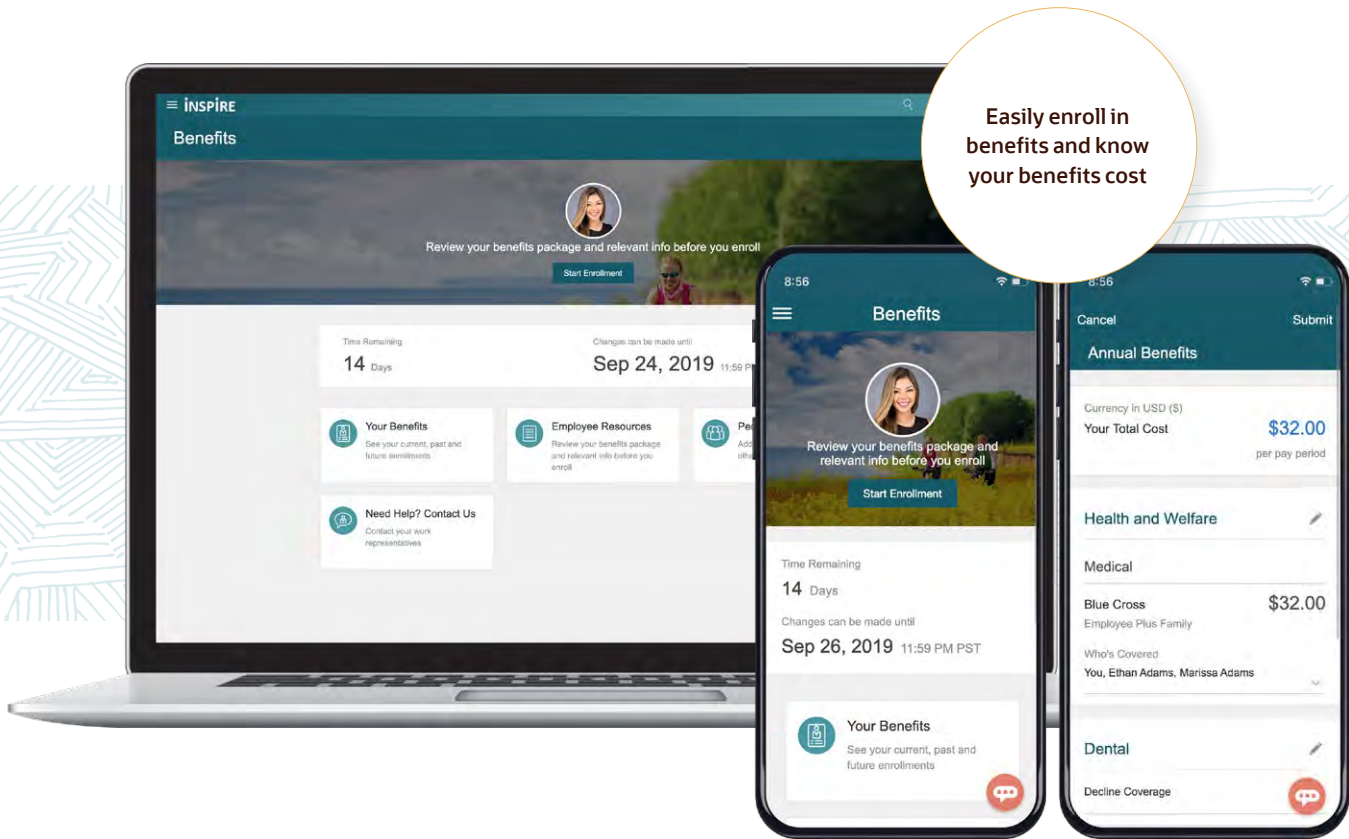 Easily enroll in
benefits and know
your benefits cost
INSPIRE
Benefits
Review your benefits package and relevant info before you enroll
Start Enrollment
Time Remaining
14 Days
Changes can be made until
Sep 24, 2019 11:59
Your Benefits
See your current, past and
future enrollments
Employee Resources
Review your benefits package
and relevant info before you
enroll
Need Help? Contact Us
Contact your work
representatives
8:56
Benefits
Review your benefits package and
relevant info before you enroll
Start Enrollment
Time Remaining
14 Days
Changes can be made until
Sep 26, 2019 11:59 PM PST
Your Benefits
See your current, past and
future enrollments
8:56
Cancel Submit
Annual Benefits
Currency in USD ($)
Your Total Cost $32.00
per pay period
Health and Welfare
Medical
Blue Cross $32.00
Employee Plus Family
Who's Covered
You, Ethan Adams, Marissa Adams
Dental
Decline Coverage